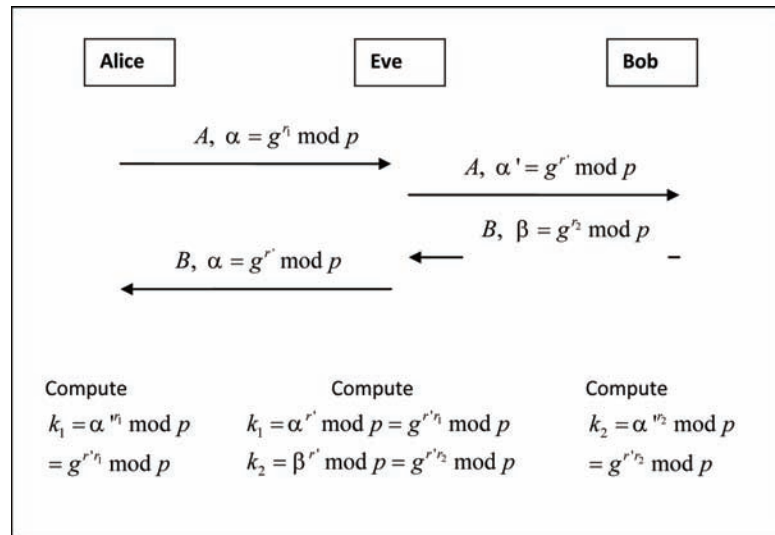 Alice Eve Bob
A, α = g^{r₁} mod p
A, α ' = g^{r'} mod p
B, β = g^{r₂} mod p
B, α = g^{r'} mod p
Compute Compute Compute
k₁ = α '^{r₁} mod p k₁ = α^{r'} mod p = g^{r'r₁} mod p k₂ = α '^{r₂} mod p
= g^{r'r₁} mod p k₂ = β^{r'} mod p = g^{r'r₂} mod p = g^{r'r₂} mod p